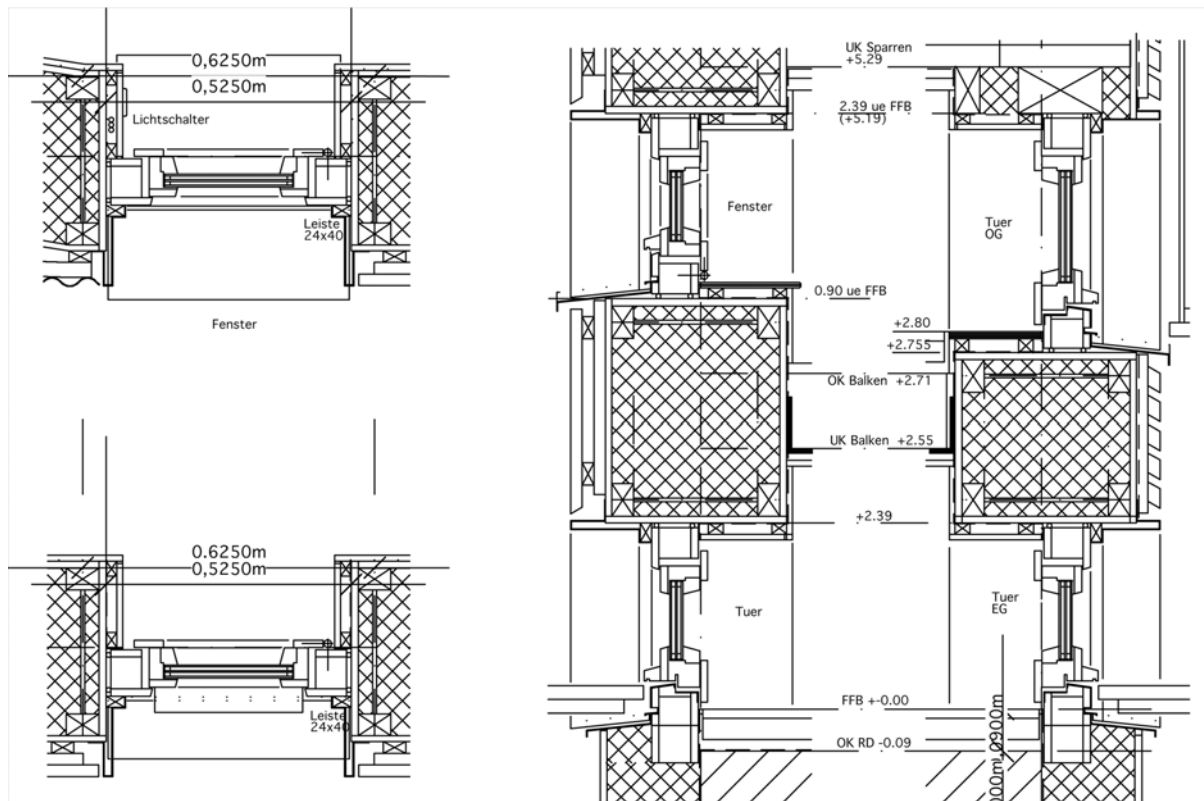 0,6250m
0,5250m
Lichtschalter
Leiste
24x40
Fenster
0.6250m
0,5250m
Leiste
24x40
UK Sparren
+5.29
2.39 ue FFB
(+5.19)
Fenster
Tuer
OG
0.90 ue FFB
+2.80
+2.755
OK Balken +2.71
UK Balken +2.55
+2.39
Tuer
Tuer
EG
FFB +-0.00
OK RD -0.09